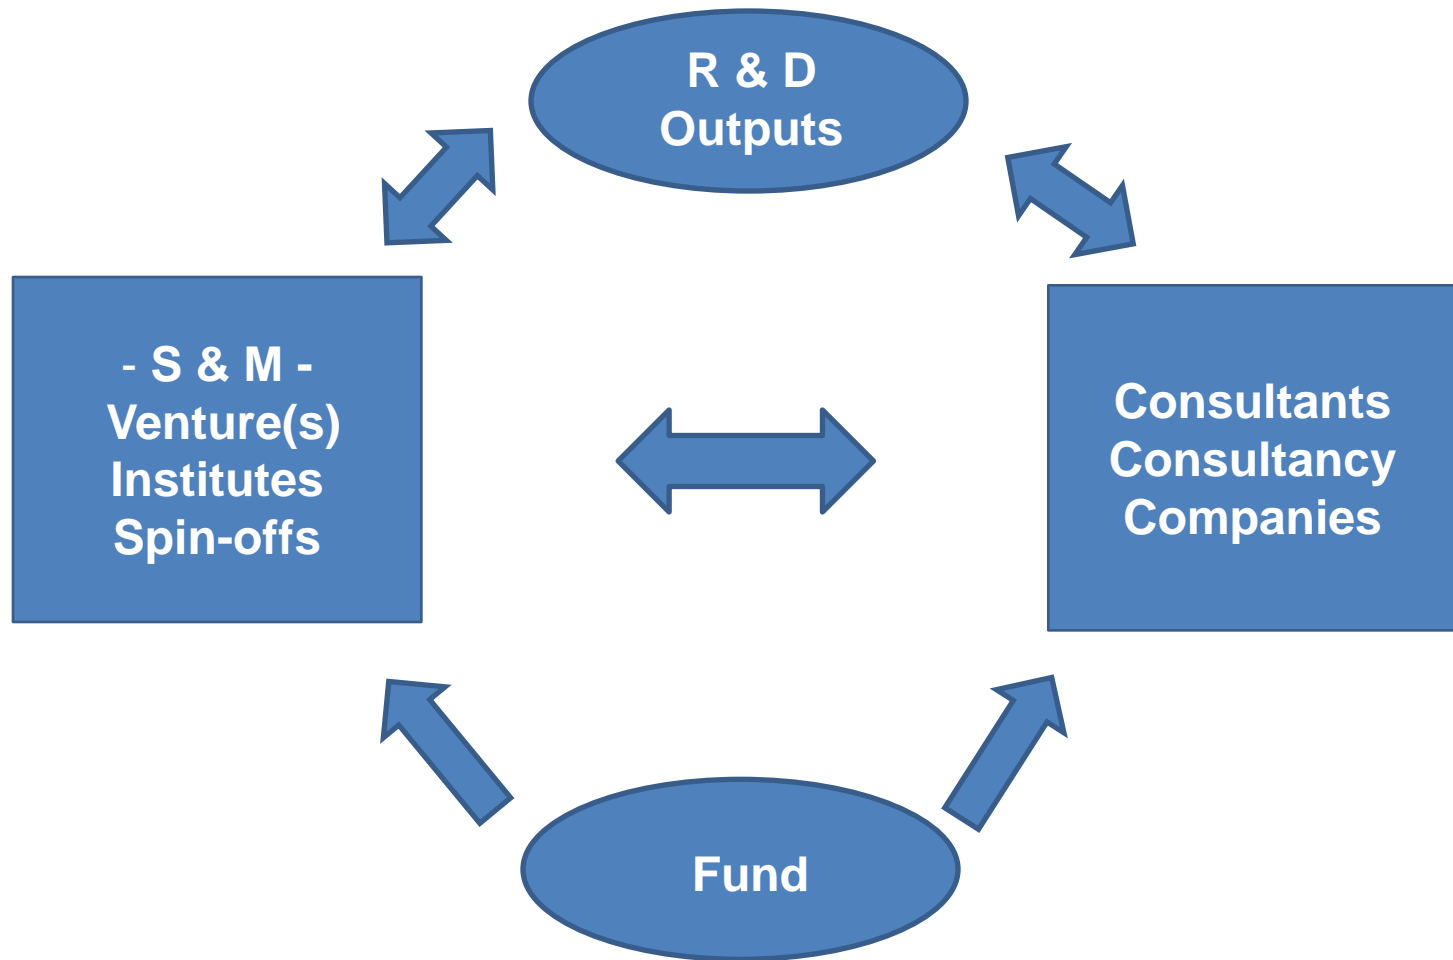 R & D
Outputs
- S & M -
Venture(s)
Institutes
Spin-offs
Consultants
Consultancy
Companies
Fund